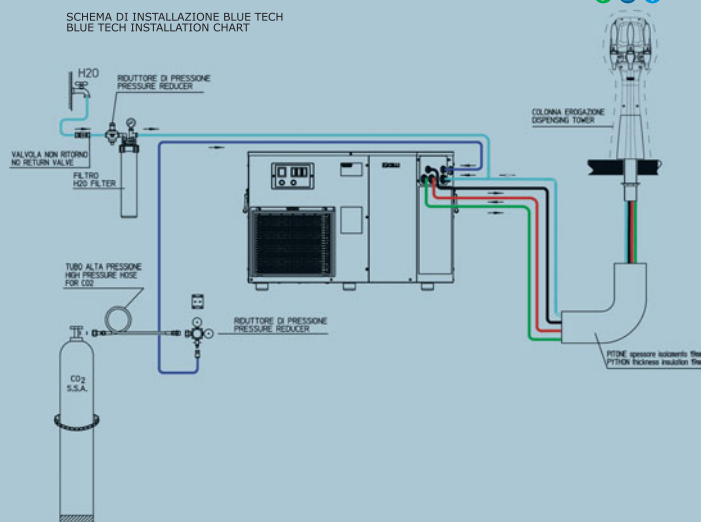 SCHEMA DI INSTALLAZIONE BLUE TECH
BLUE TECH INSTALLATION CHART
H2O
RIDUTTORE DI PRESSIONE
PRESSURE REDUCER
COLONNA EROGAZIONE
DISPENSING TOWER
VALVOLA NON RITORNO
NO RETURN VALVE
FILTRO
H2O FILTER
TUBO ALTA PRESSIONE
HIGH PRESSURE HOSE
FOR CO2
RIDUTTORE DI PRESSIONE
PRESSURE REDUCER
CO2
S.S.A.
PITONE spessore isolamento
PYTHON thickness insulation